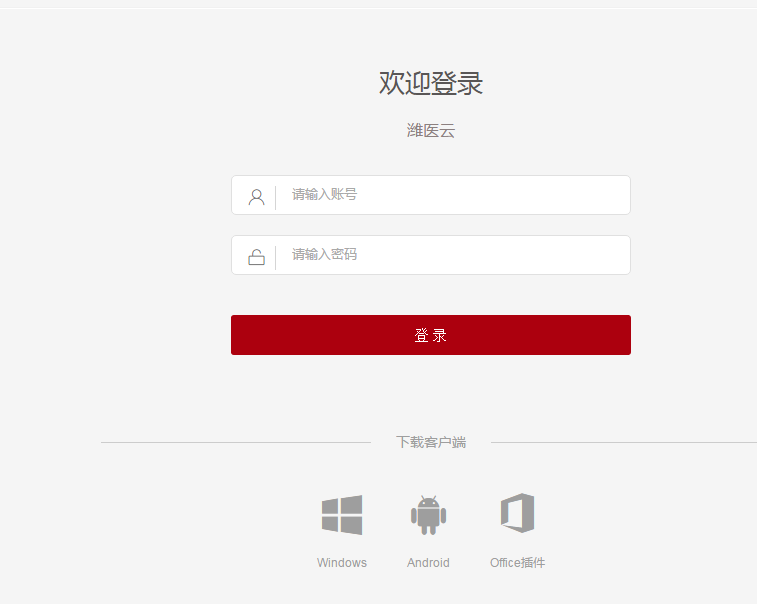 欢迎登录
潍医云
请输入账号
请输入密码
登 录
下载客户端
Windows Android Office插件